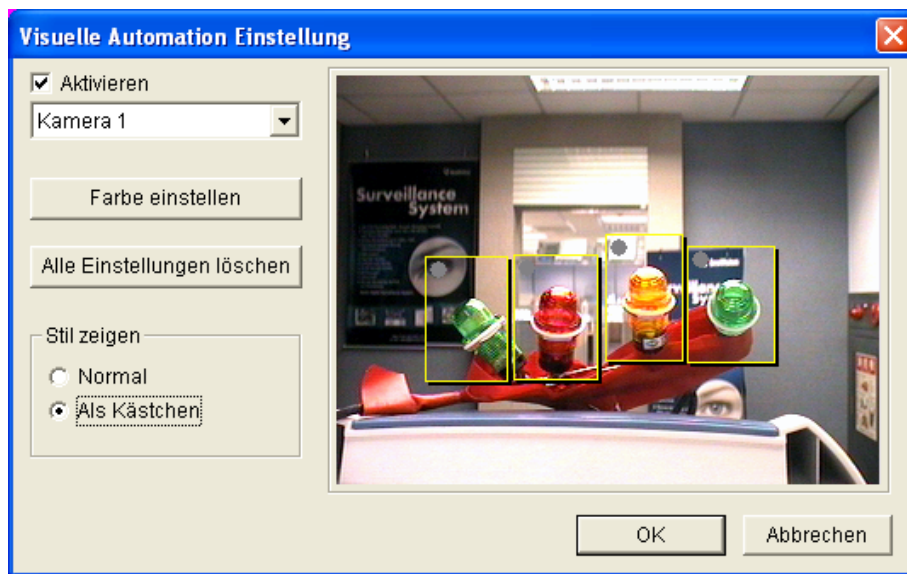 Visuelle Automation Einstellung
Aktivieren
Kamera 1
Farbe einstellen
Alle Einstellungen löschen
Stil zeigen
Normal
Als Kästchen
Surveillance
System
OK
Abbrechen